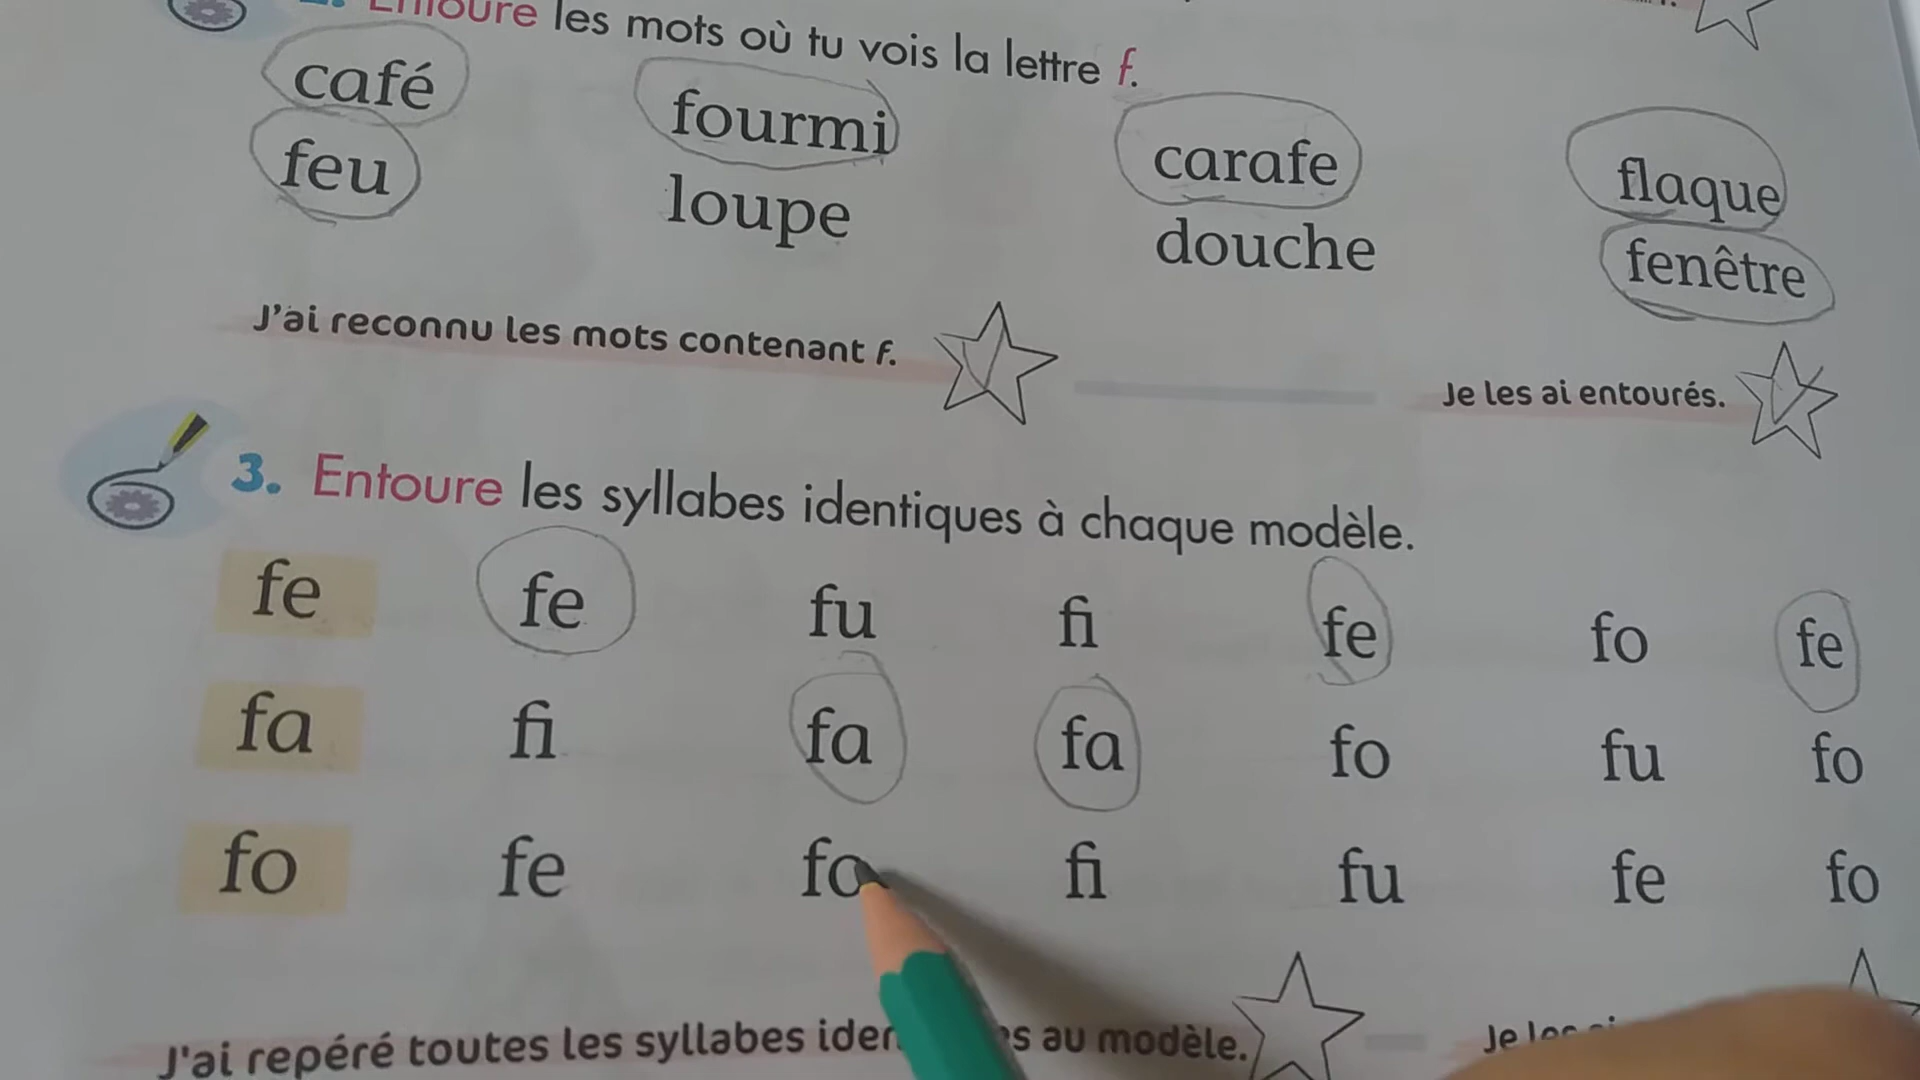 Entoure les mots où tu vois la lettre f.
café fourmi carafe flaque
feu loupe douche fenêtre
J'ai reconnu les mots contenant f. Je les ai entourés.
3. Entoure les syllabes identiques à chaque modèle.
fe fe fu fi fe fo fe
fa fi fa fa fo fu fo
fo fe fo fi fu fe fo
J'ai repéré toutes les syllabes au modèle. Je